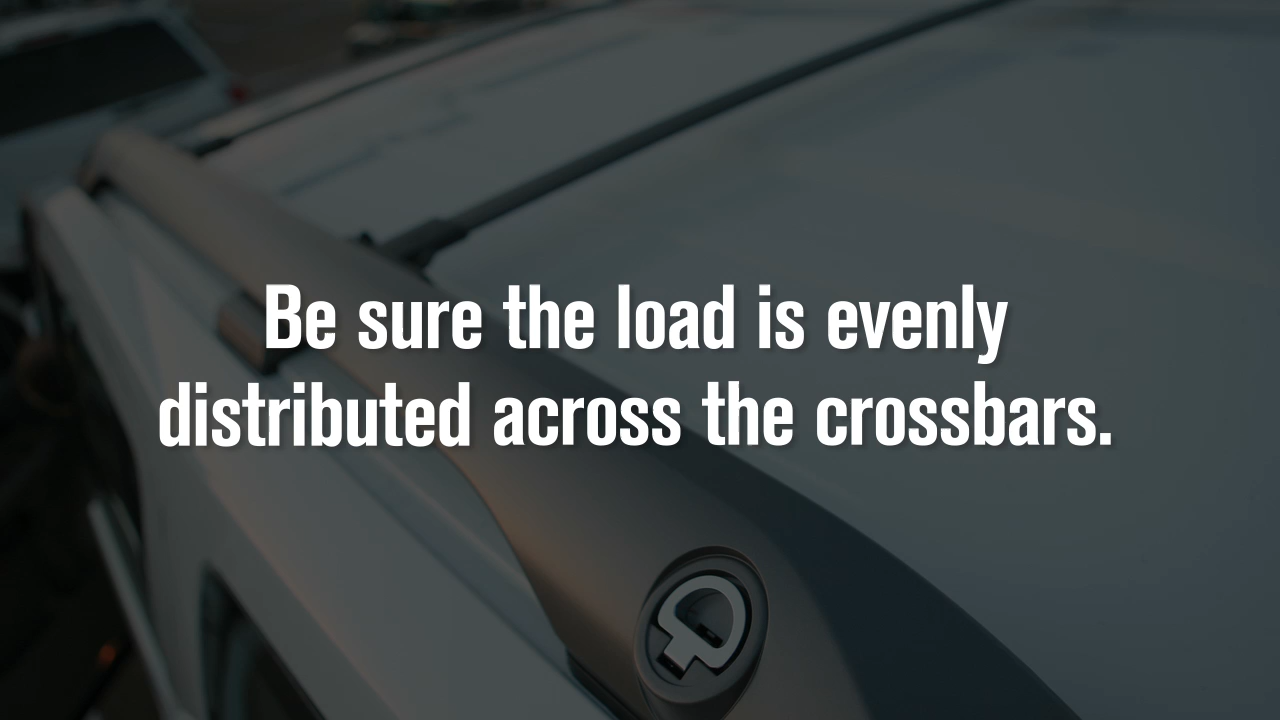 Be sure the load is evenly
distributed across the crossbars.